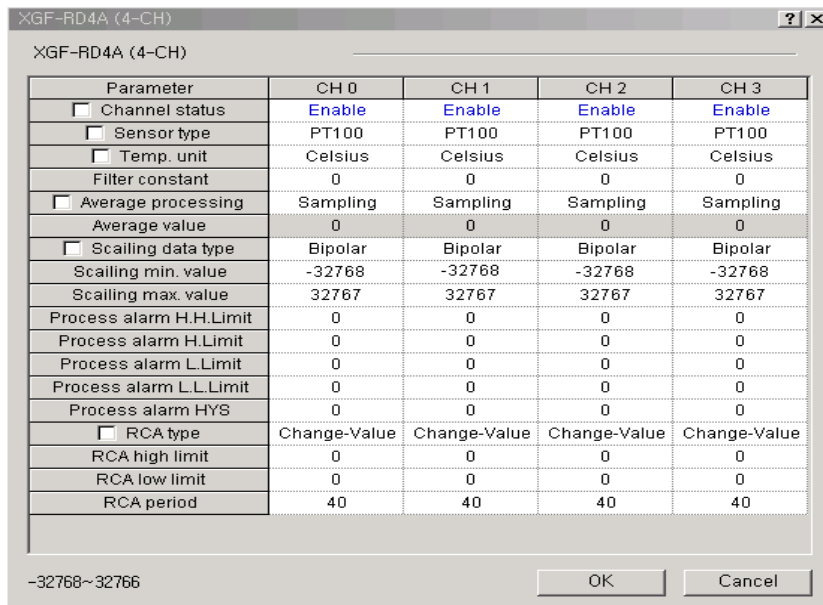 XGF-RD4A (4-CH)
? ×
XGF-RD4A (4-CH)
Parameter CH 0 CH 1 CH 2 CH 3
Channel status Enable Enable Enable Enable
Sensor type PT100 PT100 PT100 PT100
Temp. unit Celsius Celsius Celsius Celsius
Filter constant 0 0 0 0
Average processing Sampling Sampling Sampling Sampling
Average value 0 0 0 0
Scailing data type Bipolar Bipolar Bipolar Bipolar
Scailing min. value -32768 -32768 -32768 -32768
Scailing max. value 32767 32767 32767 32767
Process alarm H.H.Limit 0 0 0 0
Process alarm H.Limit 0 0 0 0
Process alarm L.Limit 0 0 0 0
Process alarm L.L.Limit 0 0 0 0
Process alarm HYS 0 0 0 0
RCA type Change-Value Change-Value Change-Value Change-Value
RCA high limit 0 0 0 0
RCA low limit 0 0 0 0
RCA period 40 40 40 40
-32768~32766
OK Cancel